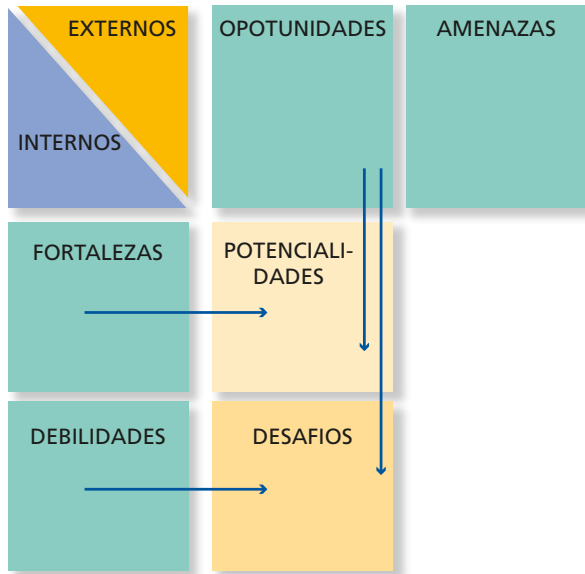 EXTERNOS
INTERNOS
OPOTUNIDADES
AMENAZAS
FORTALEZAS
POTENCIALI-
DADES
DEBILIDADES
DESAFIOS